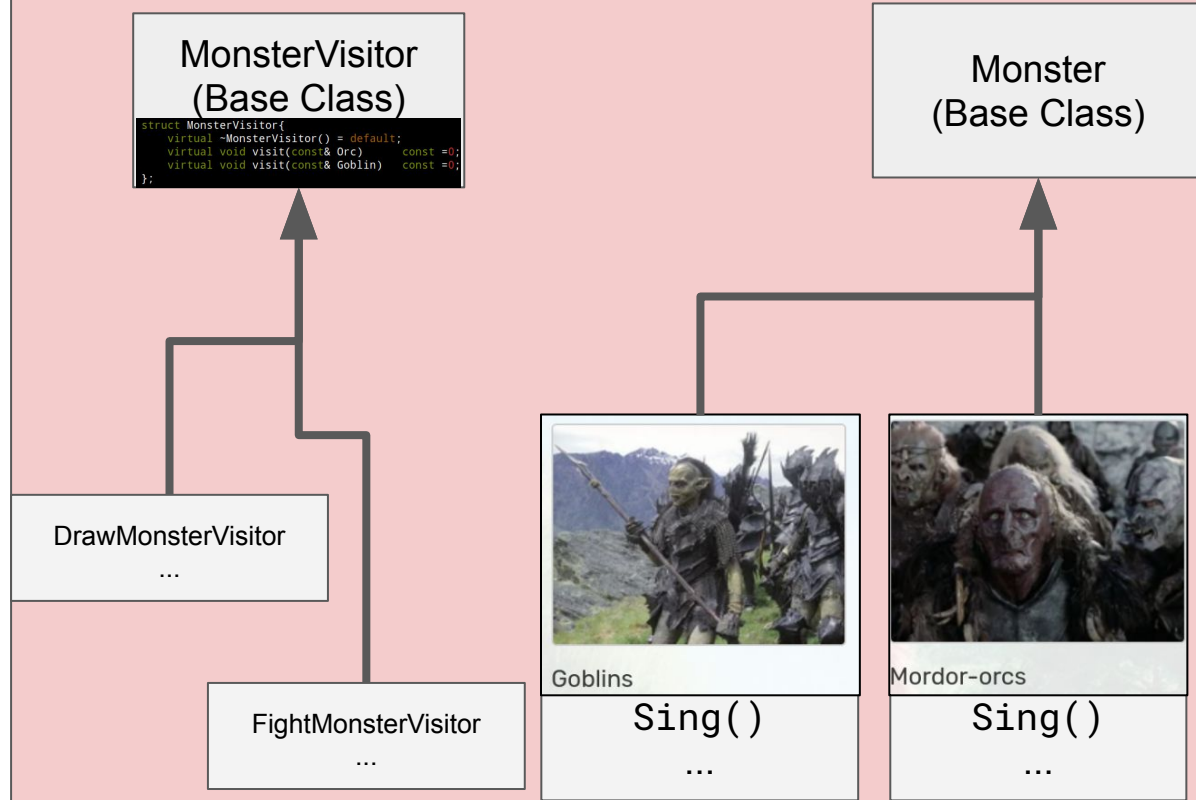 MonsterVisitor
(Base Class)
struct MonsterVisitor{
    virtual ~MonsterVisitor() = default;
    virtual void visit(const& Orc)       const =0;
    virtual void visit(const& Goblin)   const =0;
};
Monster
(Base Class)
DrawMonsterVisitor
...
FightMonsterVisitor
...
Goblins
Sing()
...
Mordor-orcs
Sing()
...